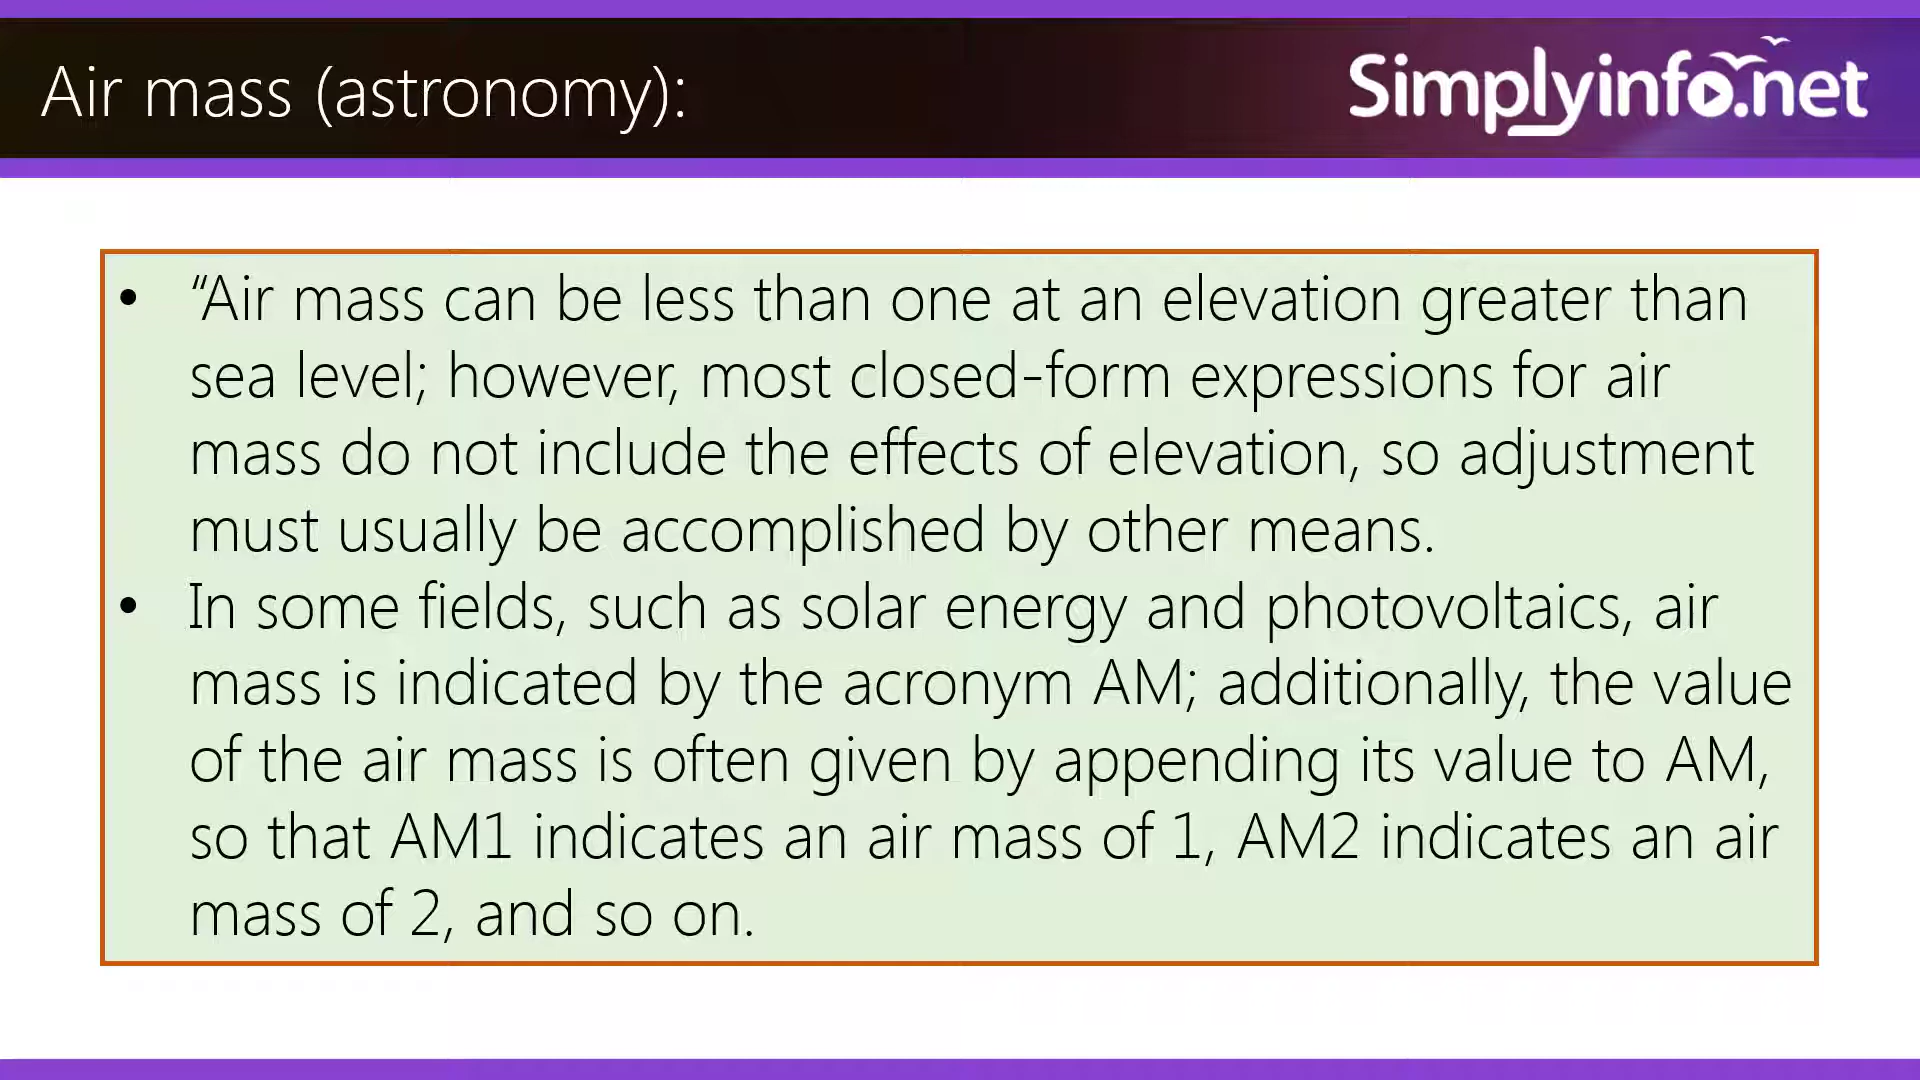 Air mass (astronomy):
Simplyinfo.net
• “Air mass can be less than one at an elevation greater than
sea level; however, most closed-form expressions for air
mass do not include the effects of elevation, so adjustment
must usually be accomplished by other means.
• In some fields, such as solar energy and photovoltaics, air
mass is indicated by the acronym AM; additionally, the value
of the air mass is often given by appending its value to AM,
so that AM1 indicates an air mass of 1, AM2 indicates an air
mass of 2, and so on.